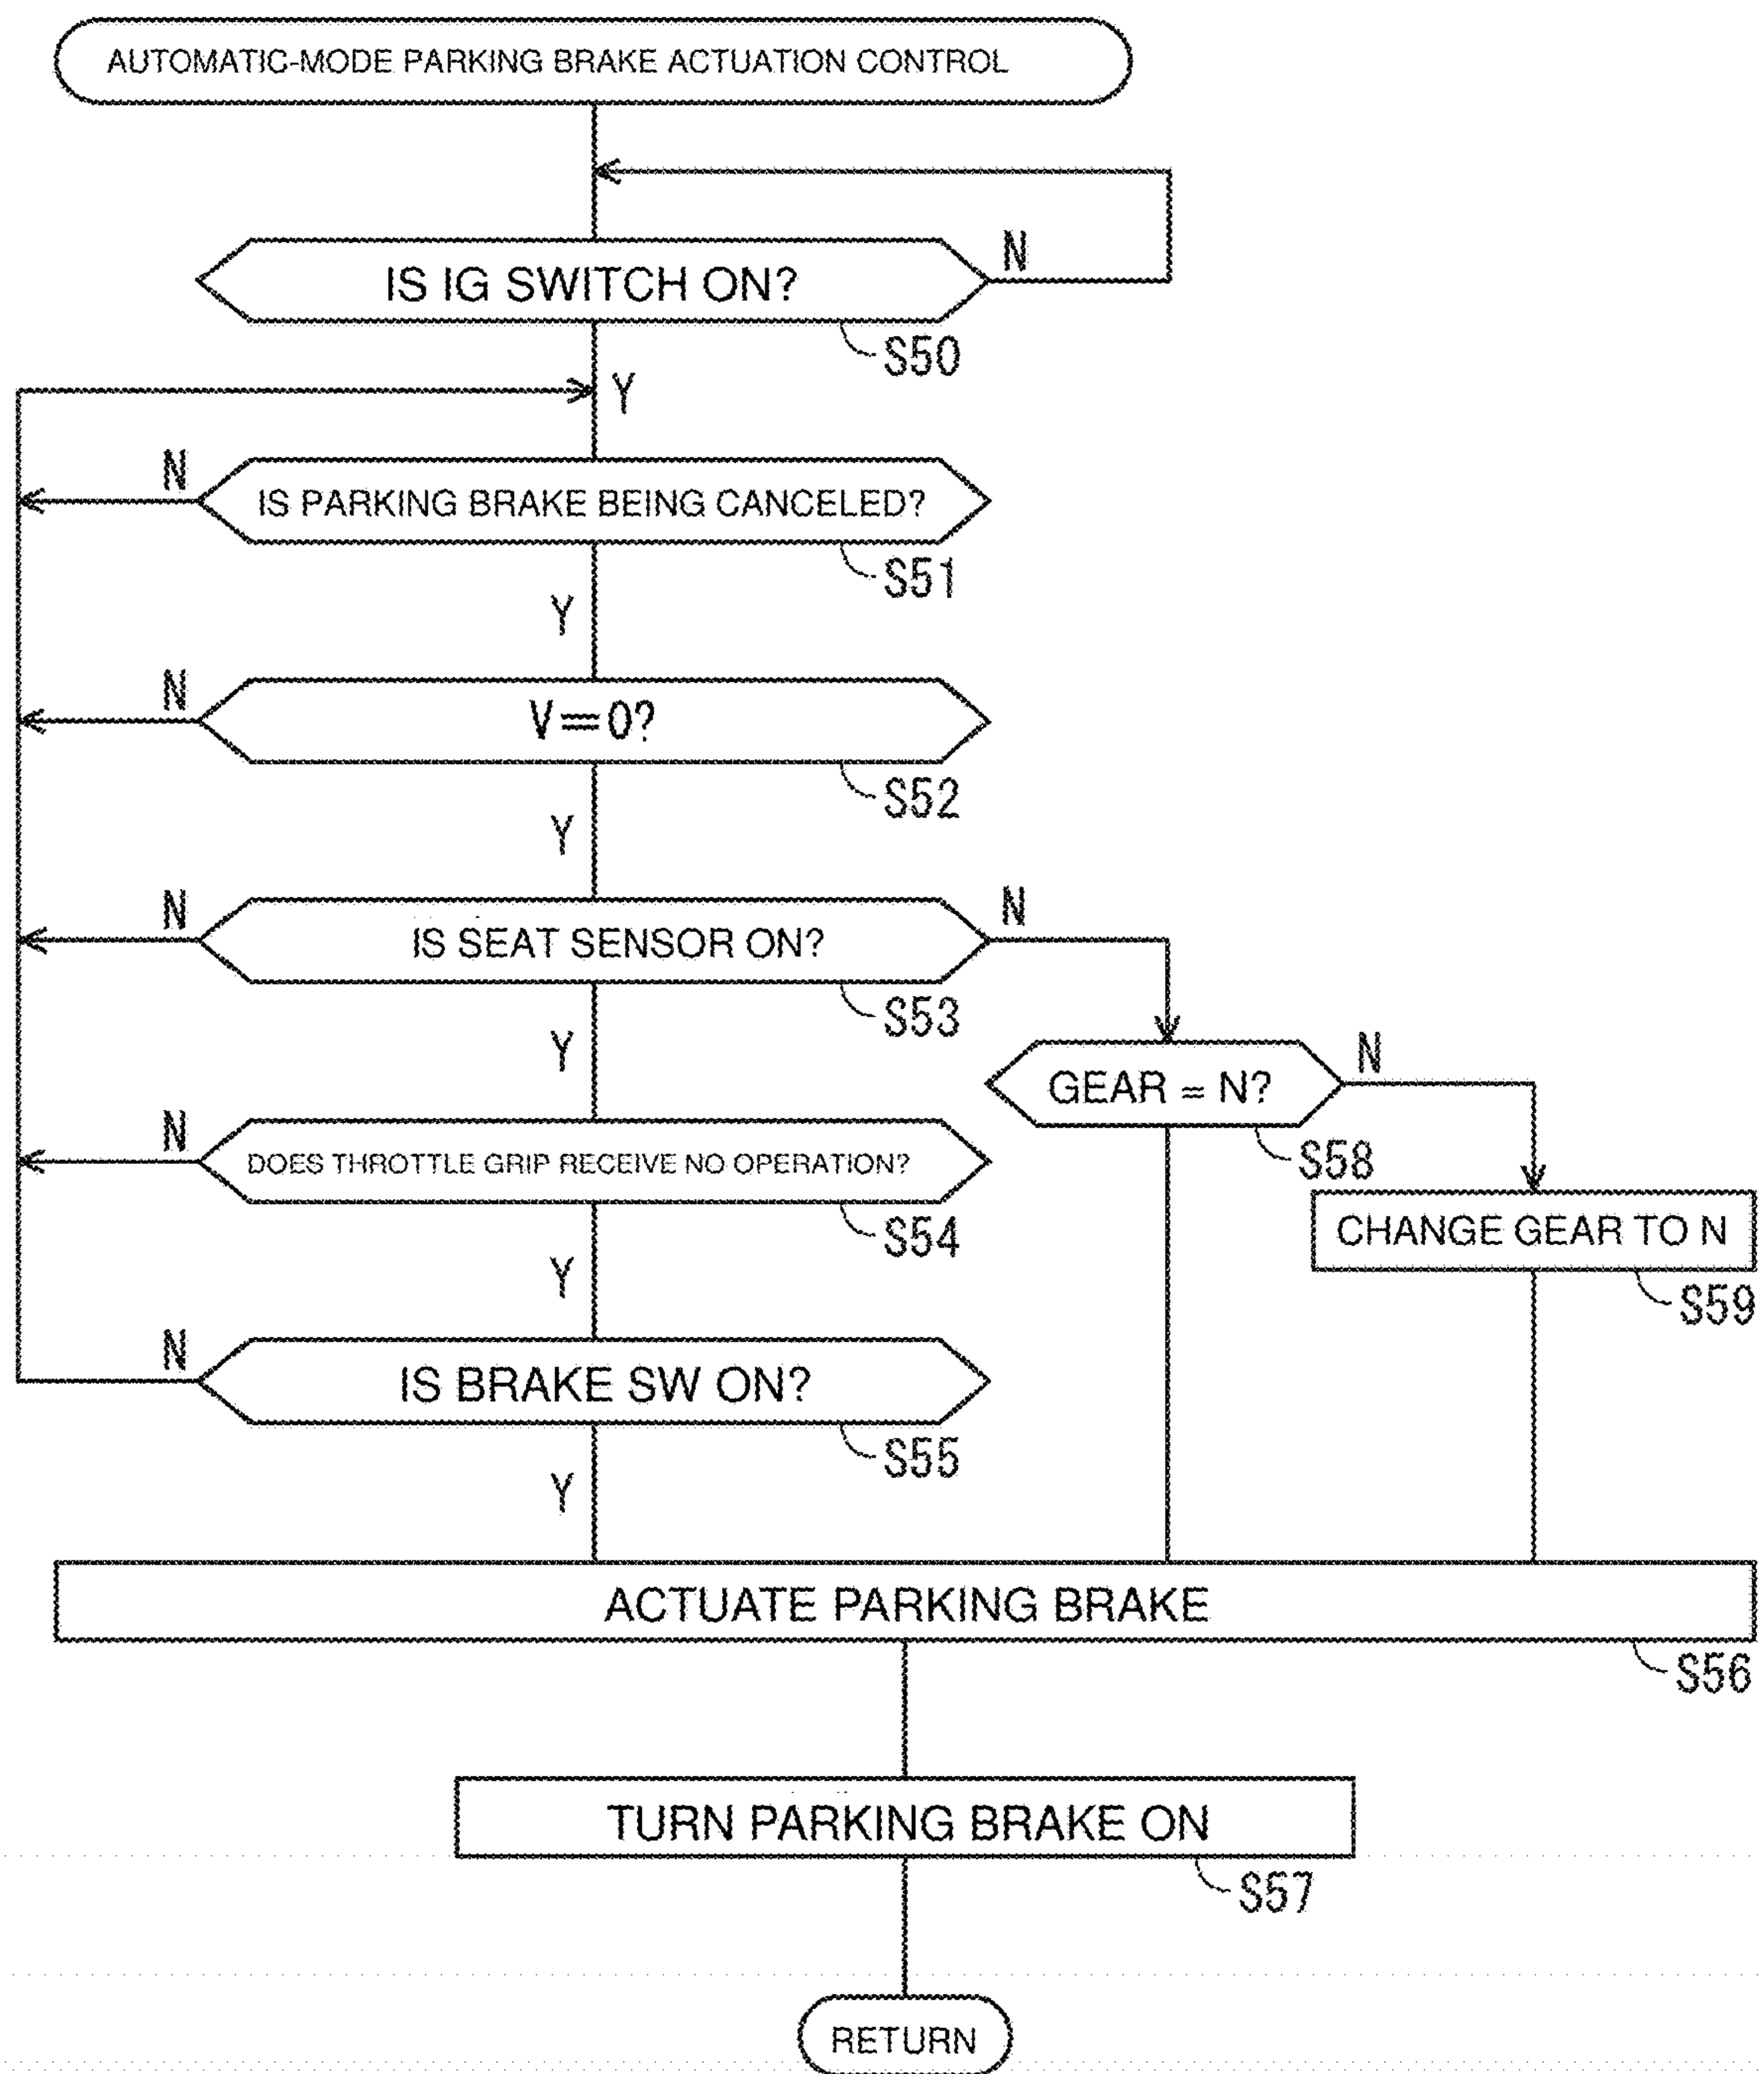 AUTOMATIC-MODE PARKING BRAKE ACTUATION CONTROL
IS IG SWITCH ON?
N
S50
Y
N
IS PARKING BRAKE BEING CANCELED?
S51
Y
N
V=0?
S52
Y
N
IS SEAT SENSOR ON?
N
S53
Y
GEAR = N?
N
S58
N
DOES THROTTLE GRIP RECEIVE NO OPERATION?
S54
CHANGE GEAR TO N
S59
Y
N
IS BRAKE SW ON?
S55
Y
ACTUATE PARKING BRAKE
S56
TURN PARKING BRAKE ON
S57
RETURN